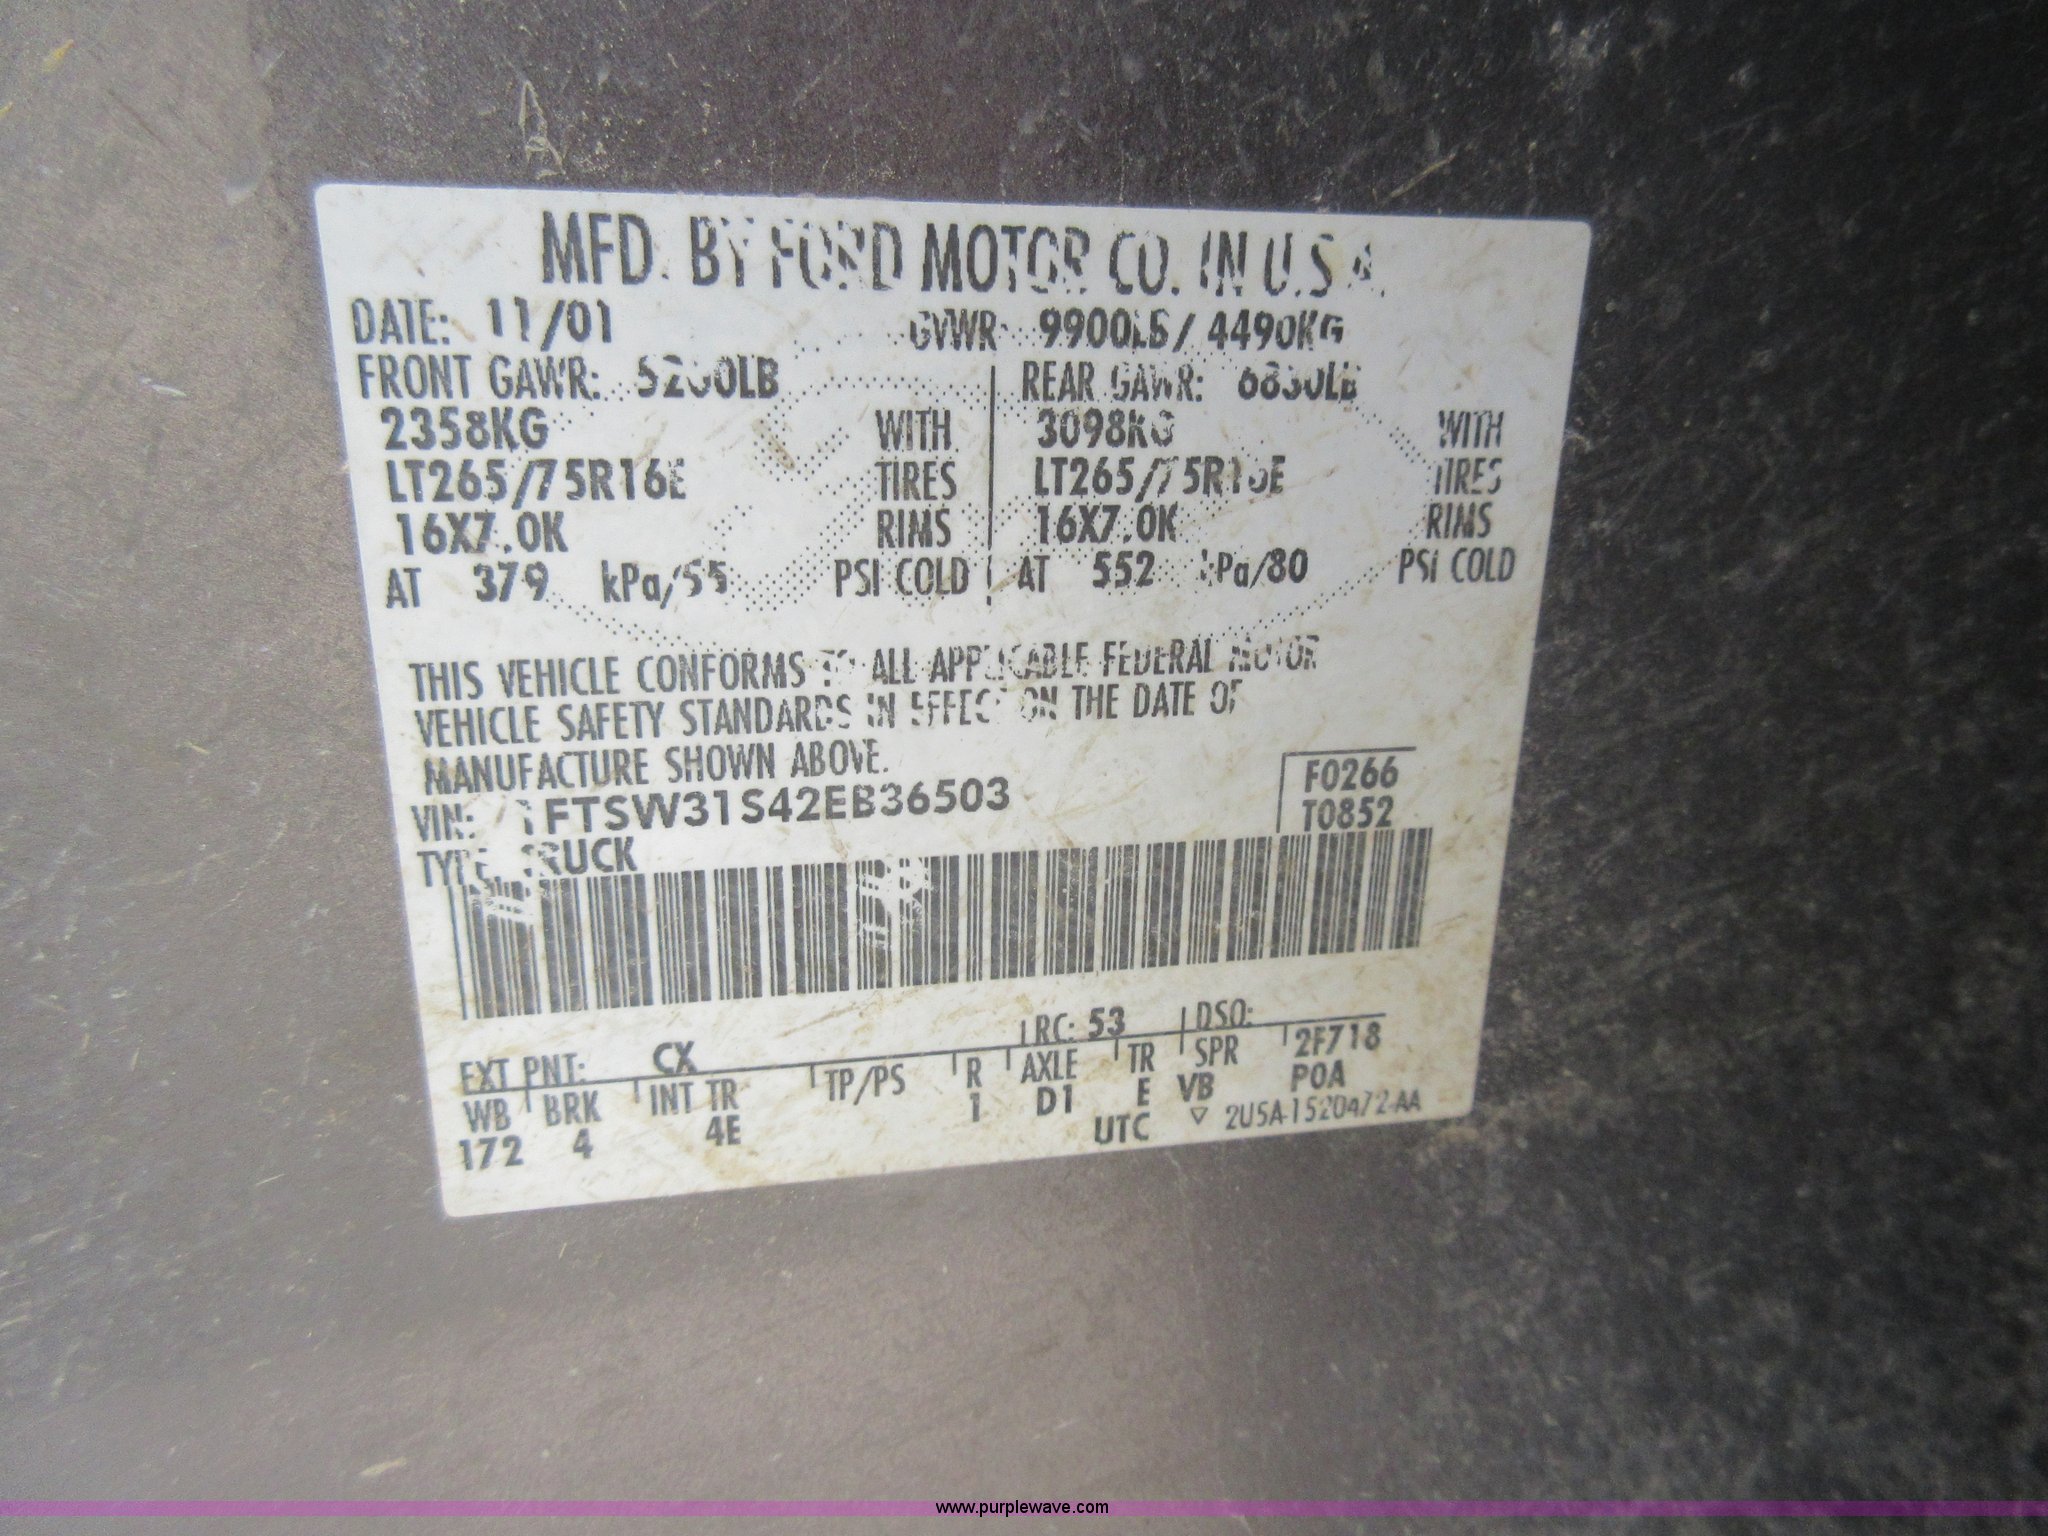 MFD. BY FORD MOTOR CO. IN U.S.A.
DATE: 11/01 GVWR: 9900LB/ 4490KG
FRONT GAWR: 5200LB REAR GAWR: 6830LB
2358KG WITH 3098KG WITH
LT265/75R16E TIRES LT265/75R16E TIRES
16X7.0K RIMS 16X7.0K RIMS
AT 379 kPa/55 PSI COLD AT 552 kPa/80 PSI COLD
THIS VEHICLE CONFORMS TO ALL APPLICABLE FEDERAL MOTOR
VEHICLE SAFETY STANDARDS IN EFFECT ON THE DATE OF
MANUFACTURE SHOWN ABOVE.
VIN: 1FTSW31S42EB36503
F0266
T0852
TYPE: TRUCK
EXT PNT: CX RC: 53 DSO:
WB BRK INT TR TP/PS R AXLE TR SPR 2F718
172 4 4E 1 D1 E VB POA
UTC ▽ 2U5A-1520472-AA
www.purplewave.com